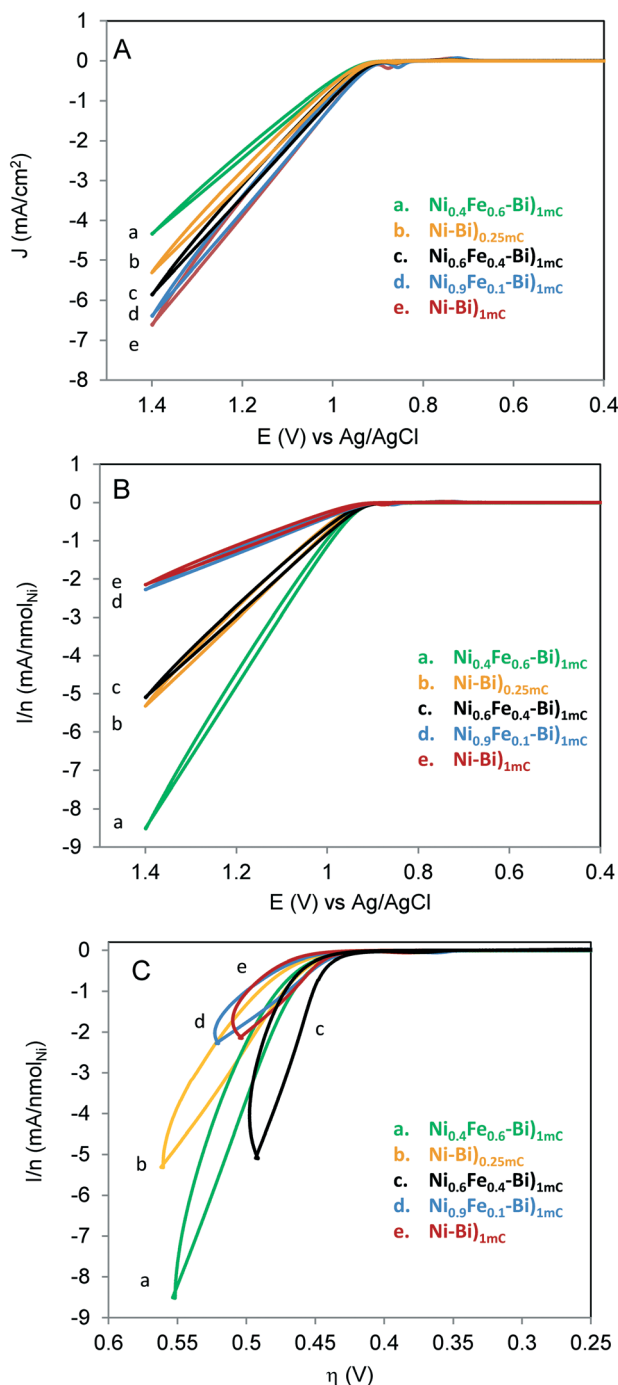 A
1
0
-1
-2
-3
-4
-5
-6
-7
-8
J (mA/cm²)
a
b
c
d
e
a. Ni₀.₄Fe₀.₆-Bi)₁mC
b. Ni-Bi)₀.₂₅mC
c. Ni₀.₆Fe₀.₄-Bi)₁mC
d. Ni₀.₉Fe₀.₁-Bi)₁mC
e. Ni-Bi)₁mC
1.4 1.2 1 0.8 0.6 0.4
E (V) vs Ag/AgCl
B
1
0
-1
-2
-3
-4
-5
-6
-7
-8
-9
I/n (mA/nmolNi)
e
d
c
b
a
a. Ni₀.₄Fe₀.₆-Bi)₁mC
b. Ni-Bi)₀.₂₅mC
c. Ni₀.₆Fe₀.₄-Bi)₁mC
d. Ni₀.₉Fe₀.₁-Bi)₁mC
e. Ni-Bi)₁mC
1.4 1.2 1 0.8 0.6 0.4
E (V) vs Ag/AgCl
C
0
-1
-2
-3
-4
-5
-6
-7
-8
-9
I/n (mA/nmolNi)
e
d
c
b
a
a. Ni₀.₄Fe₀.₆-Bi)₁mC
b. Ni-Bi)₀.₂₅mC
c. Ni₀.₆Fe₀.₄-Bi)₁mC
d. Ni₀.₉Fe₀.₁-Bi)₁mC
e. Ni-Bi)₁mC
0.6 0.55 0.5 0.45 0.4 0.35 0.3 0.25
η (V)